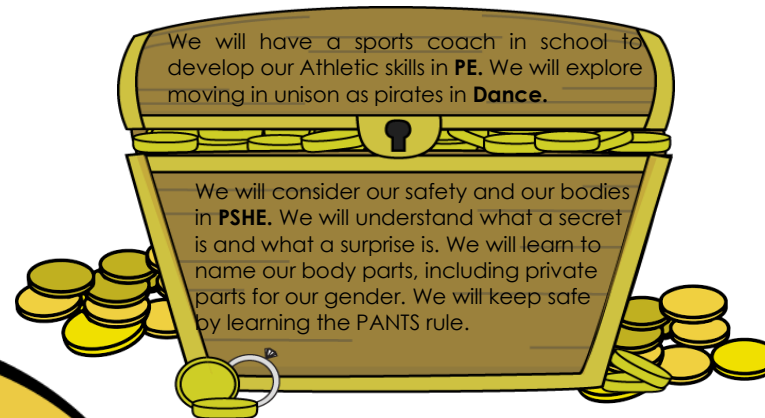 We will have a sports coach in school to
develop our Athletic skills in PE. We will explore
moving in unison as pirates in Dance.
We will consider our safety and our bodies
in PSHE. We will understand what a secret
is and what a surprise is. We will learn to
name our body parts, including private
parts for our gender. We will keep safe
by learning the PANTS rule.